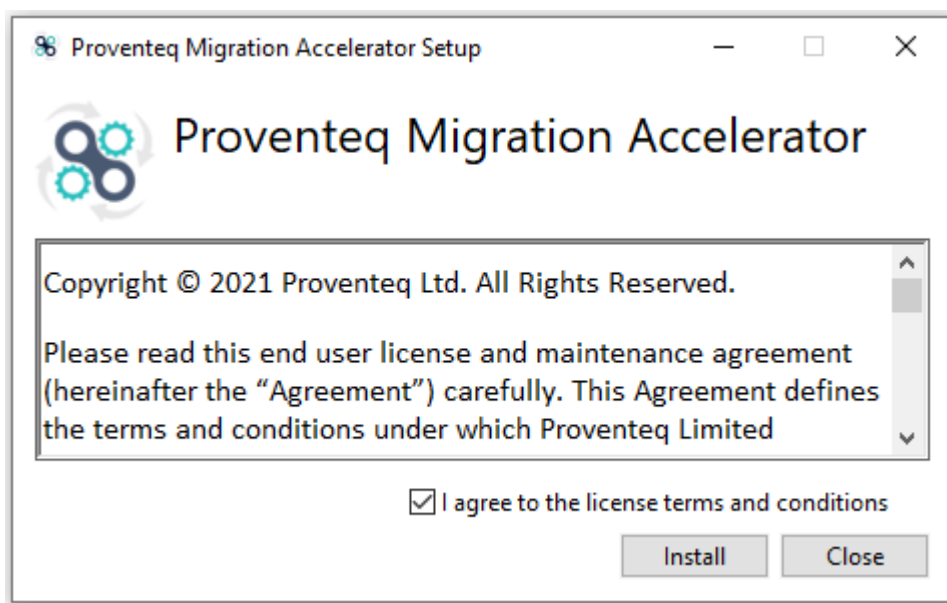 Proventeq Migration Accelerator Setup
Proventeq Migration Accelerator
Copyright © 2021 Proventeq Ltd. All Rights Reserved.
Please read this end user license and maintenance agreement
(hereinafter the “Agreement”) carefully. This Agreement defines
the terms and conditions under which Proventeq Limited
I agree to the license terms and conditions
Install Close